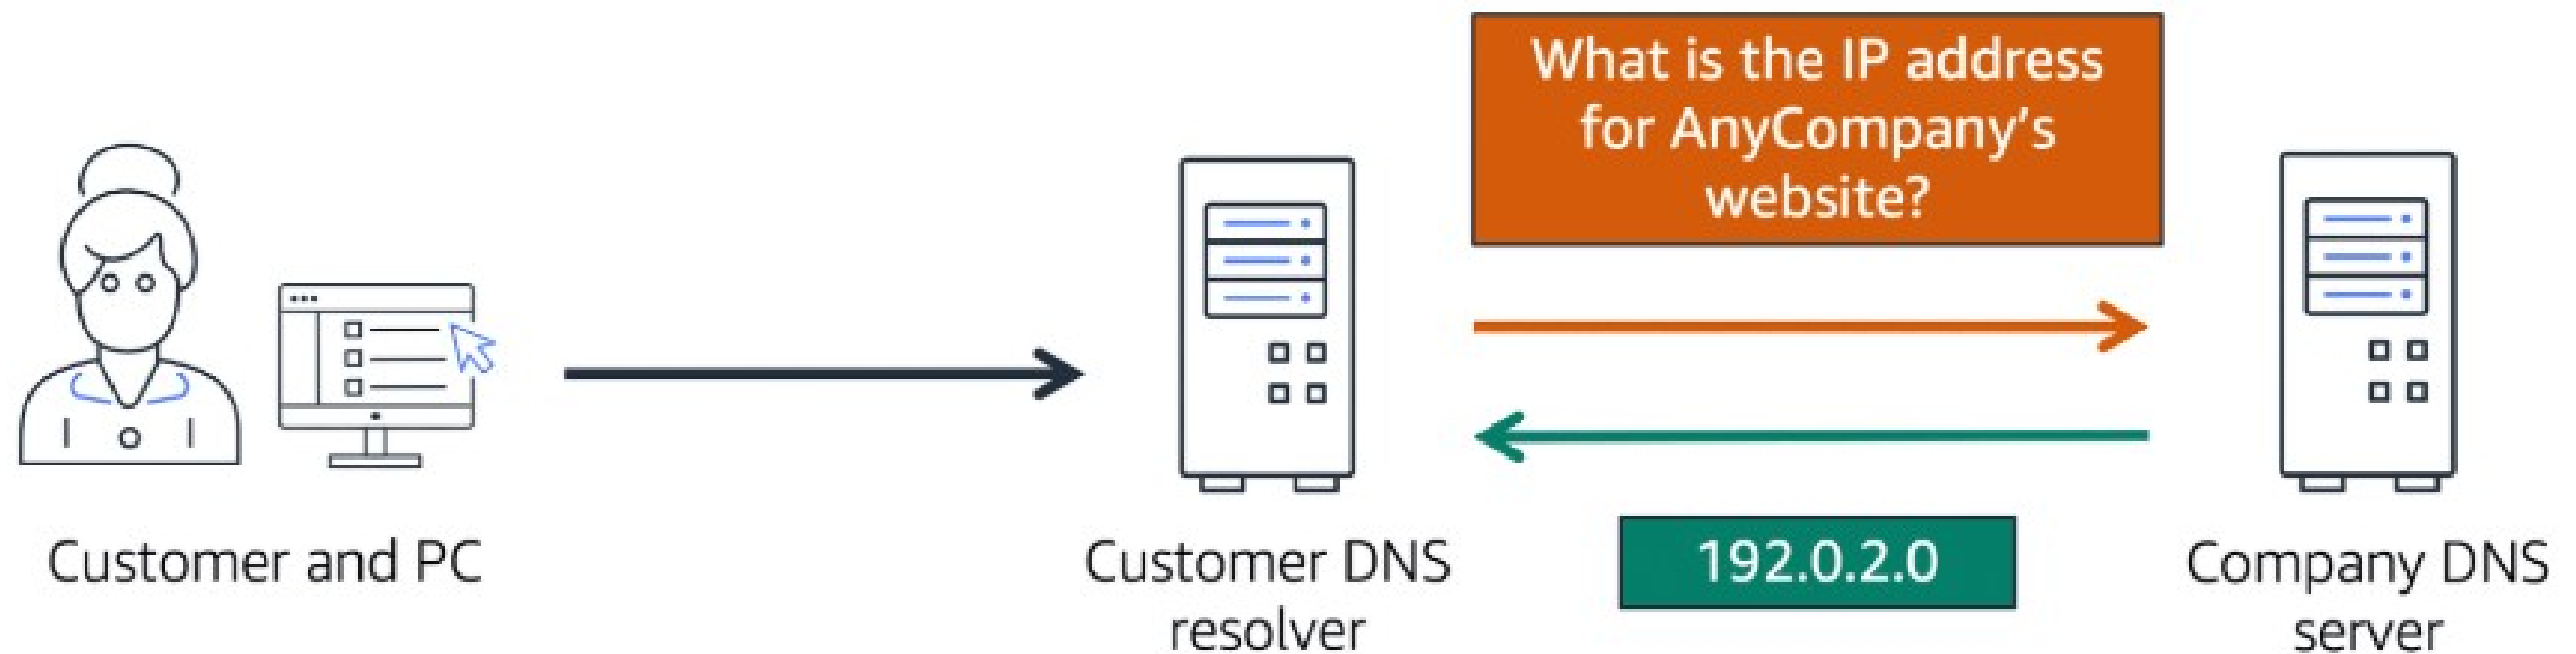 What is the IP address
for AnyCompany's
website?
Customer and PC
Customer DNS
resolver
192.0.2.0
Company DNS
server